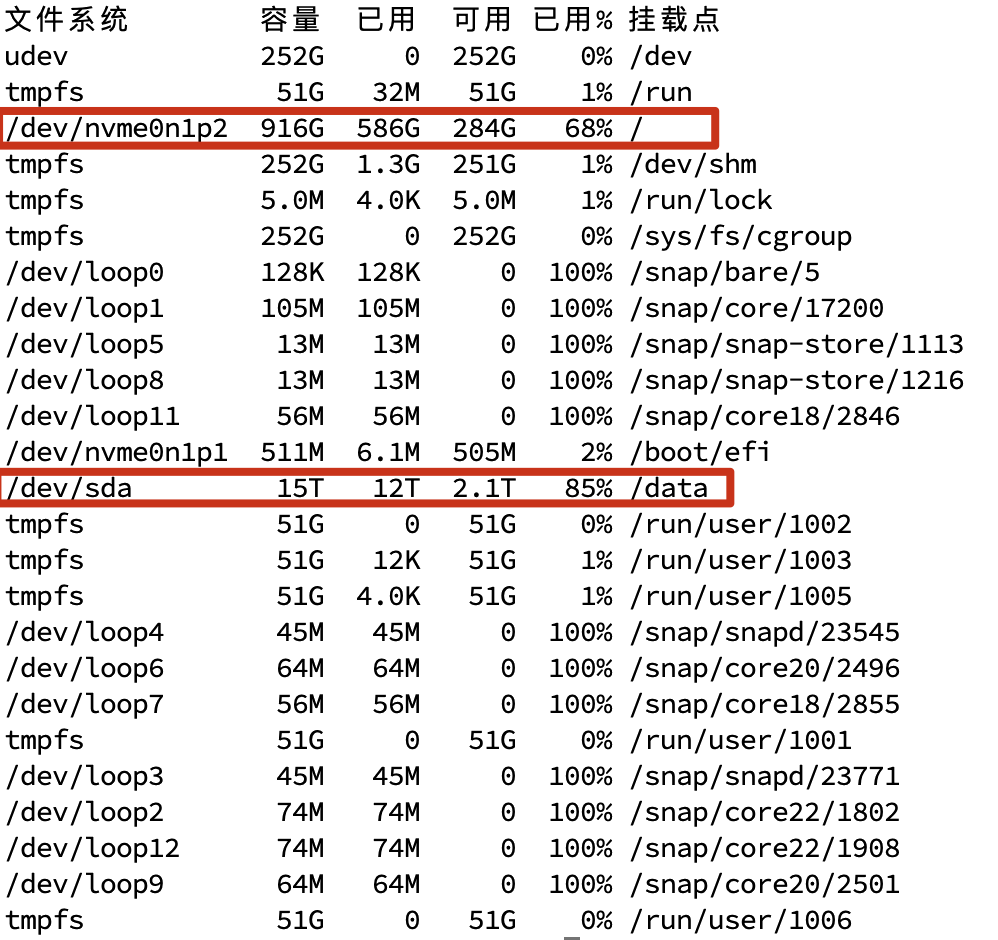 文件系统 容量 已用 可用 已用% 挂载点
udev 252G 0 252G 0% /dev
tmpfs 51G 32M 51G 1% /run
/dev/nvme0n1p2 916G 586G 284G 68% /
tmpfs 252G 1.3G 251G 1% /dev/shm
tmpfs 5.0M 4.0K 5.0M 1% /run/lock
tmpfs 252G 0 252G 0% /sys/fs/cgroup
/dev/loop0 128K 128K 0 100% /snap/bare/5
/dev/loop1 105M 105M 0 100% /snap/core/17200
/dev/loop5 13M 13M 0 100% /snap/snap-store/1113
/dev/loop8 13M 13M 0 100% /snap/snap-store/1216
/dev/loop11 56M 56M 0 100% /snap/core18/2846
/dev/nvme0n1p1 511M 6.1M 505M 2% /boot/efi
/dev/sda 15T 12T 2.1T 85% /data
tmpfs 51G 0 51G 0% /run/user/1002
tmpfs 51G 12K 51G 1% /run/user/1003
tmpfs 51G 4.0K 51G 1% /run/user/1005
/dev/loop4 45M 45M 0 100% /snap/snapd/23545
/dev/loop6 64M 64M 0 100% /snap/core20/2496
/dev/loop7 56M 56M 0 100% /snap/core18/2855
tmpfs 51G 0 51G 0% /run/user/1001
/dev/loop3 45M 45M 0 100% /snap/snapd/23771
/dev/loop2 74M 74M 0 100% /snap/core22/1802
/dev/loop12 74M 74M 0 100% /snap/core22/1908
/dev/loop9 64M 64M 0 100% /snap/core20/2501
tmpfs 51G 0 51G 0% /run/user/1006